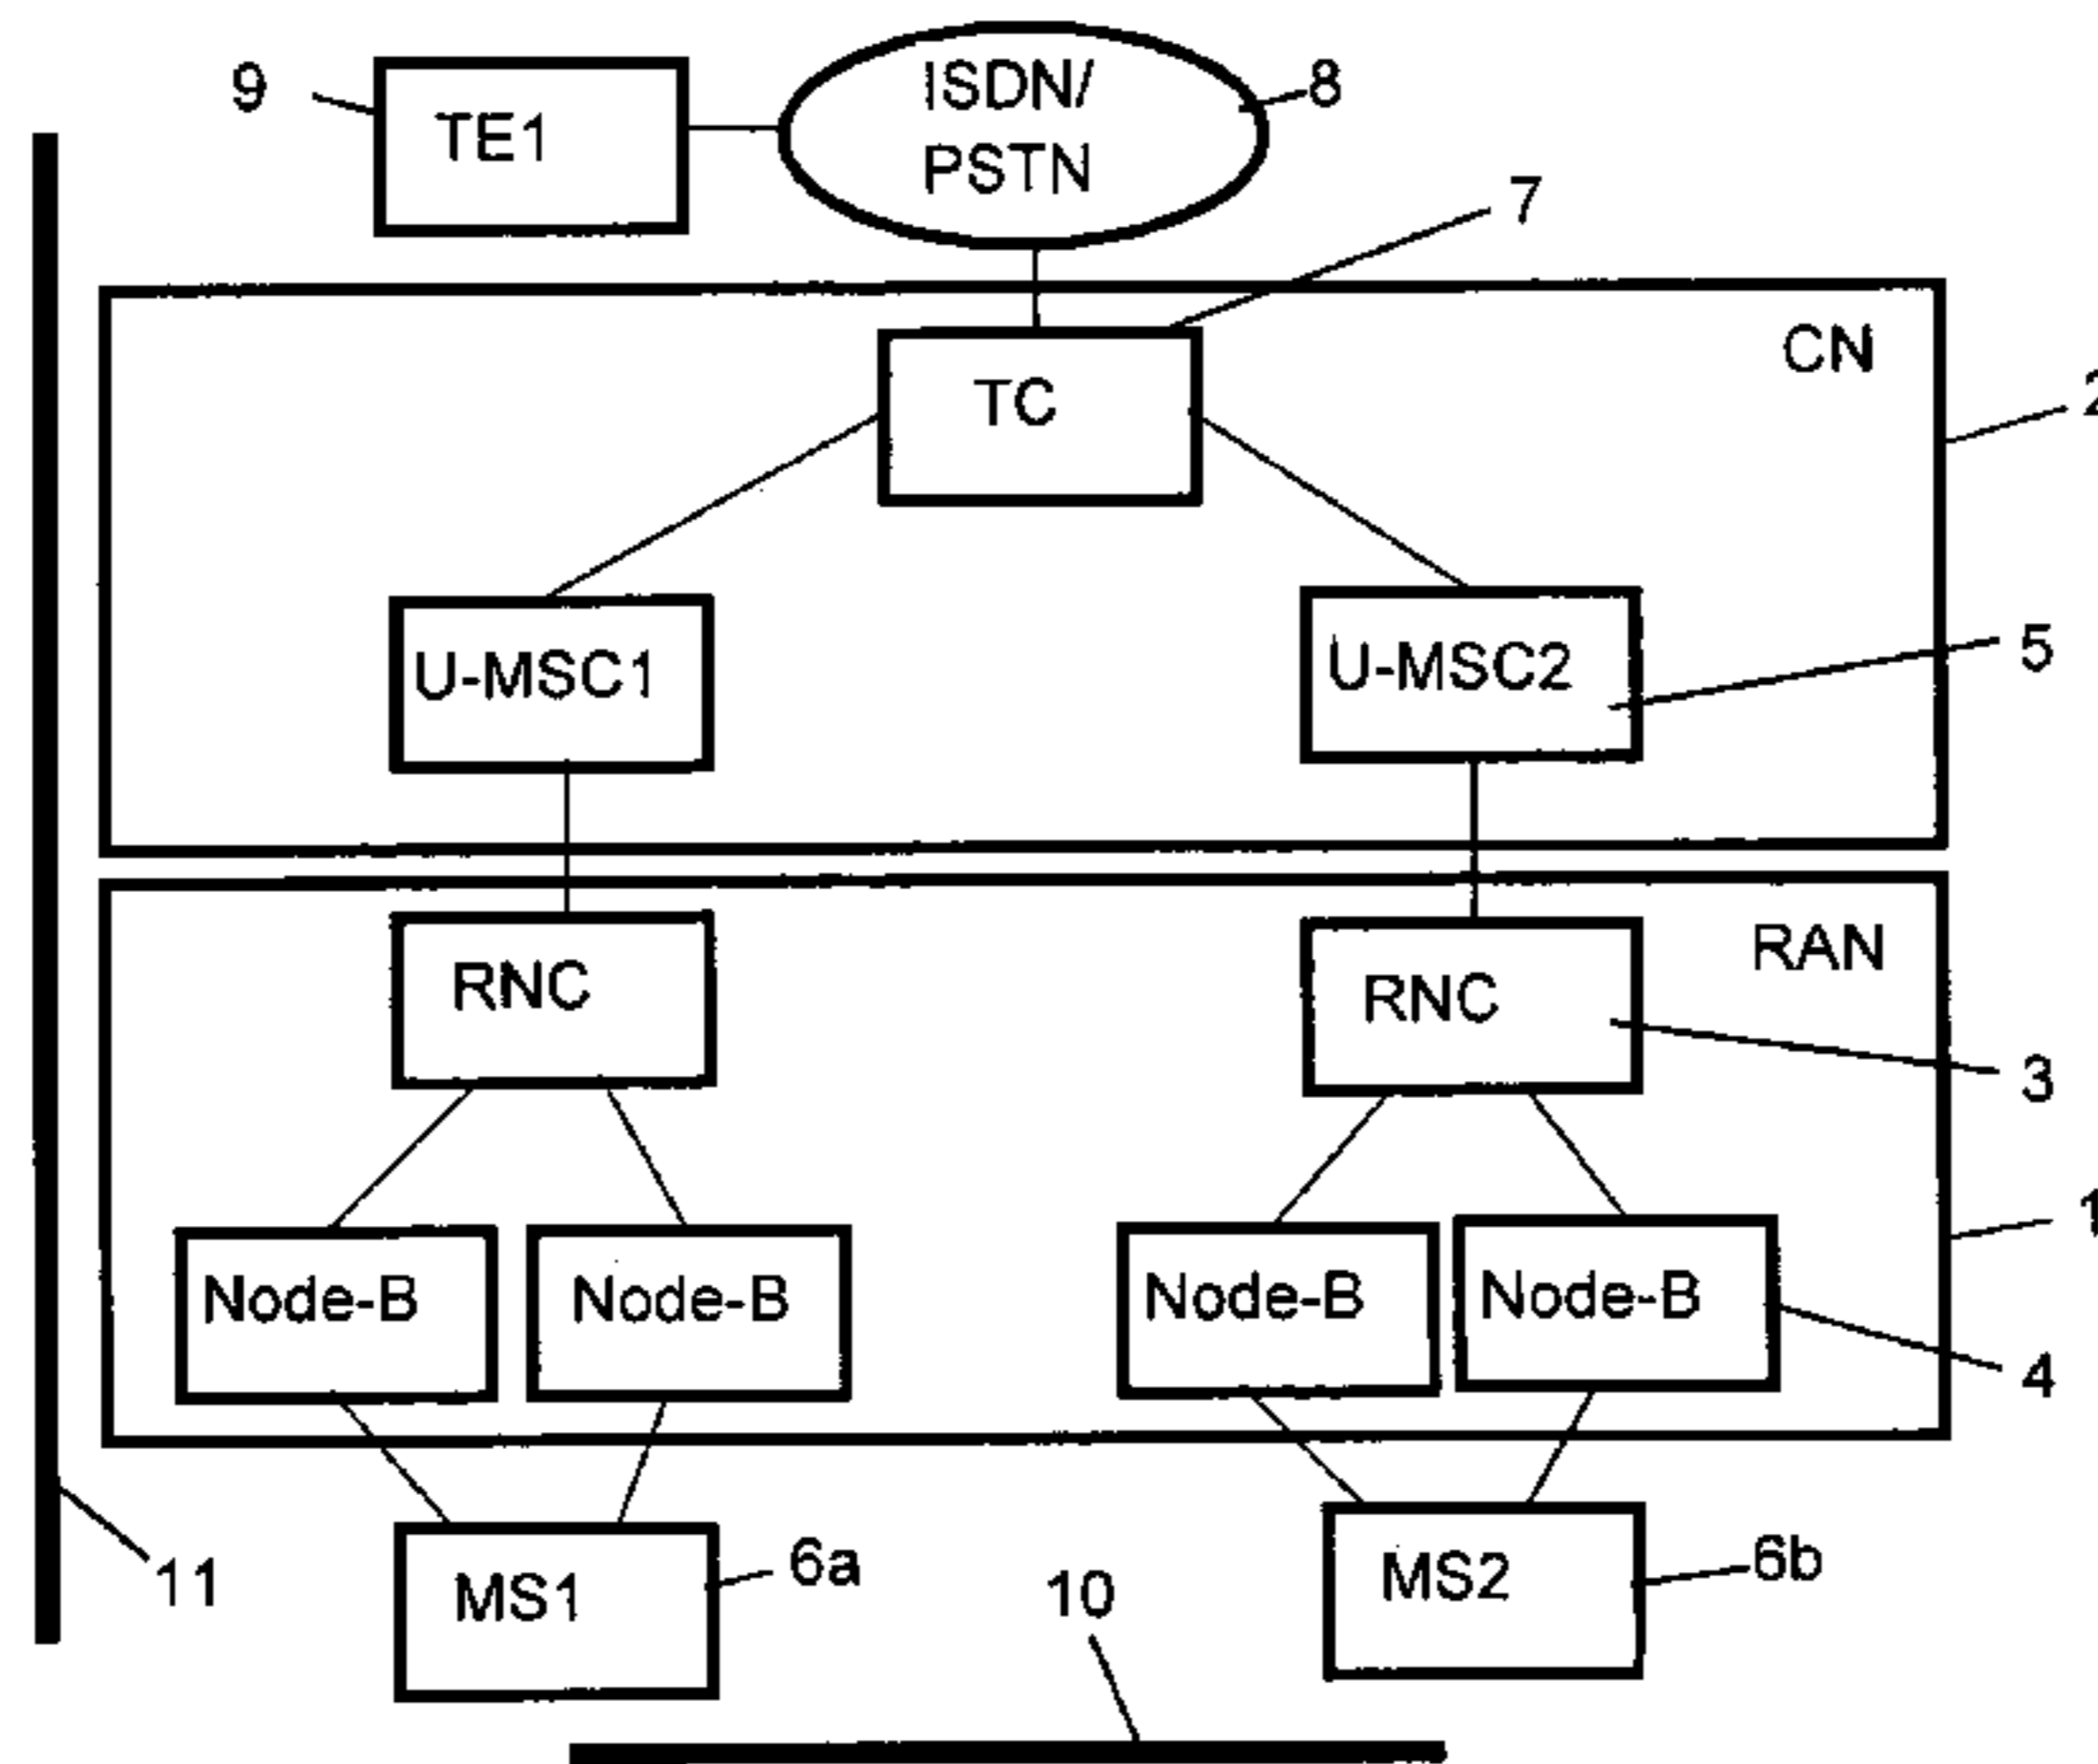 9
TE1
ISDN/
PSTN
8
7
CN
2
TC
U-MSC1
U-MSC2
5
RNC
RNC
RAN
3
1
Node-B
Node-B
Node-B
Node-B
4
11
MS1
6a
10
MS2
6b